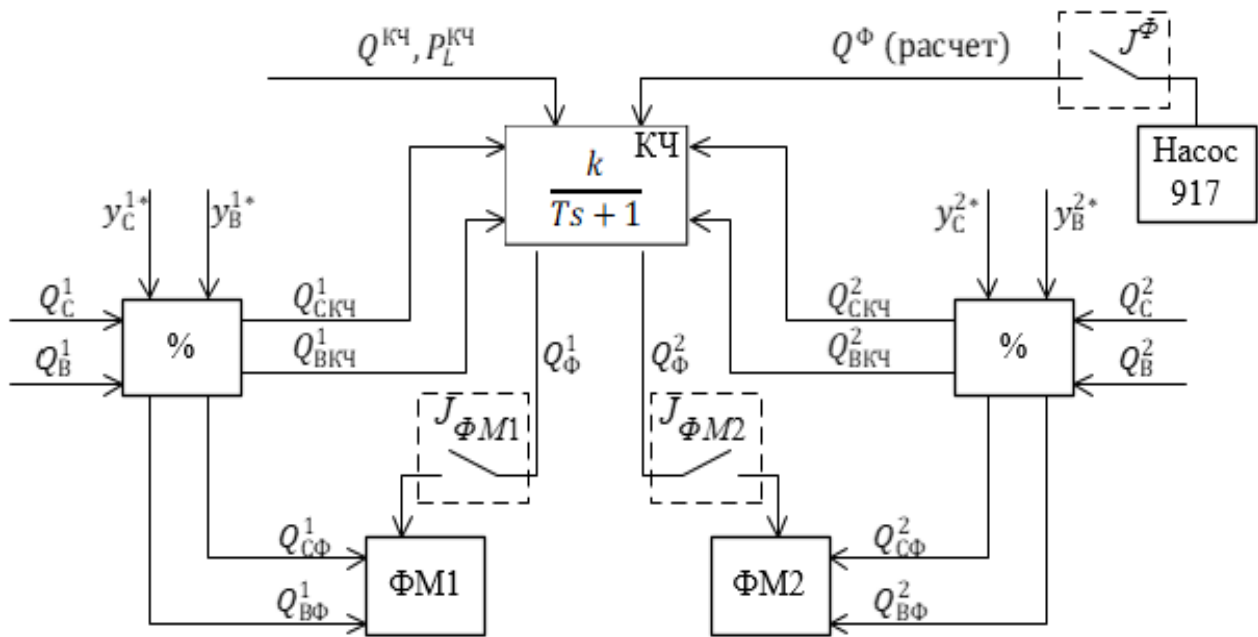 Q^КЧ, P_L^КЧ
Q^Ф (расчет)
J^Ф
КЧ
k
Ts + 1
Насос
917
y_С^1* y_В^1*
y_С^2* y_В^2*
Q_С^1
Q_В^1
%
Q_СКЧ^1
Q_ВКЧ^1
Q_Ф^1
Q_Ф^2
Q_СКЧ^2
Q_ВКЧ^2
%
Q_С^2
Q_В^2
J_ФМ1
J_ФМ2
Q_СФ^1
Q_ВФ^1
ФМ1
ФМ2
Q_СФ^2
Q_ВФ^2